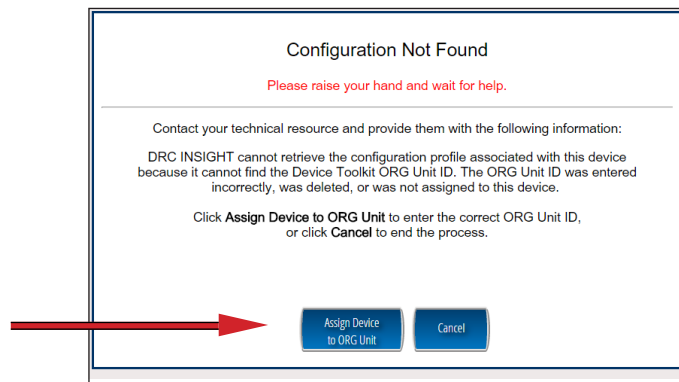 Configuration Not Found
Please raise your hand and wait for help.
Contact your technical resource and provide them with the following information:
DRC INSIGHT cannot retrieve the configuration profile associated with this device
because it cannot find the Device Toolkit ORG Unit ID. The ORG Unit ID was entered
incorrectly, was deleted, or was not assigned to this device.
Click Assign Device to ORG Unit to enter the correct ORG Unit ID,
or click Cancel to end the process.
Assign Device
to ORG Unit
Cancel